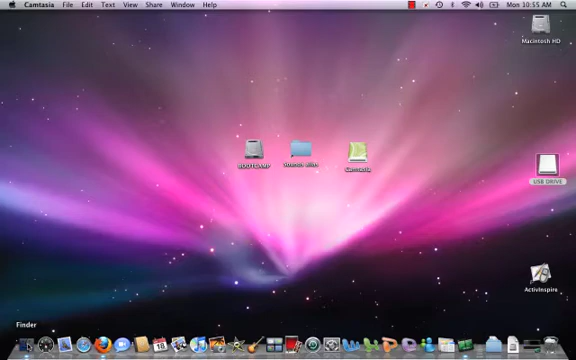 Camtasia File Edit Text View Share Window Help Mon 10:55 AM
Macintosh HD
BOOTCAMP
Camtasia
USB DRIVE
ActivInspire
Finder
18